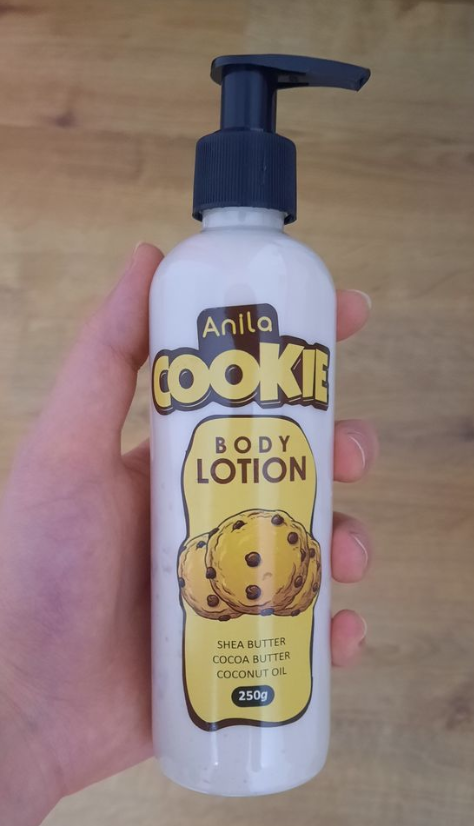 Anila
COOKIE
BODY
LOTION
SHEA BUTTER
COCOA BUTTER
COCONUT OIL
250g